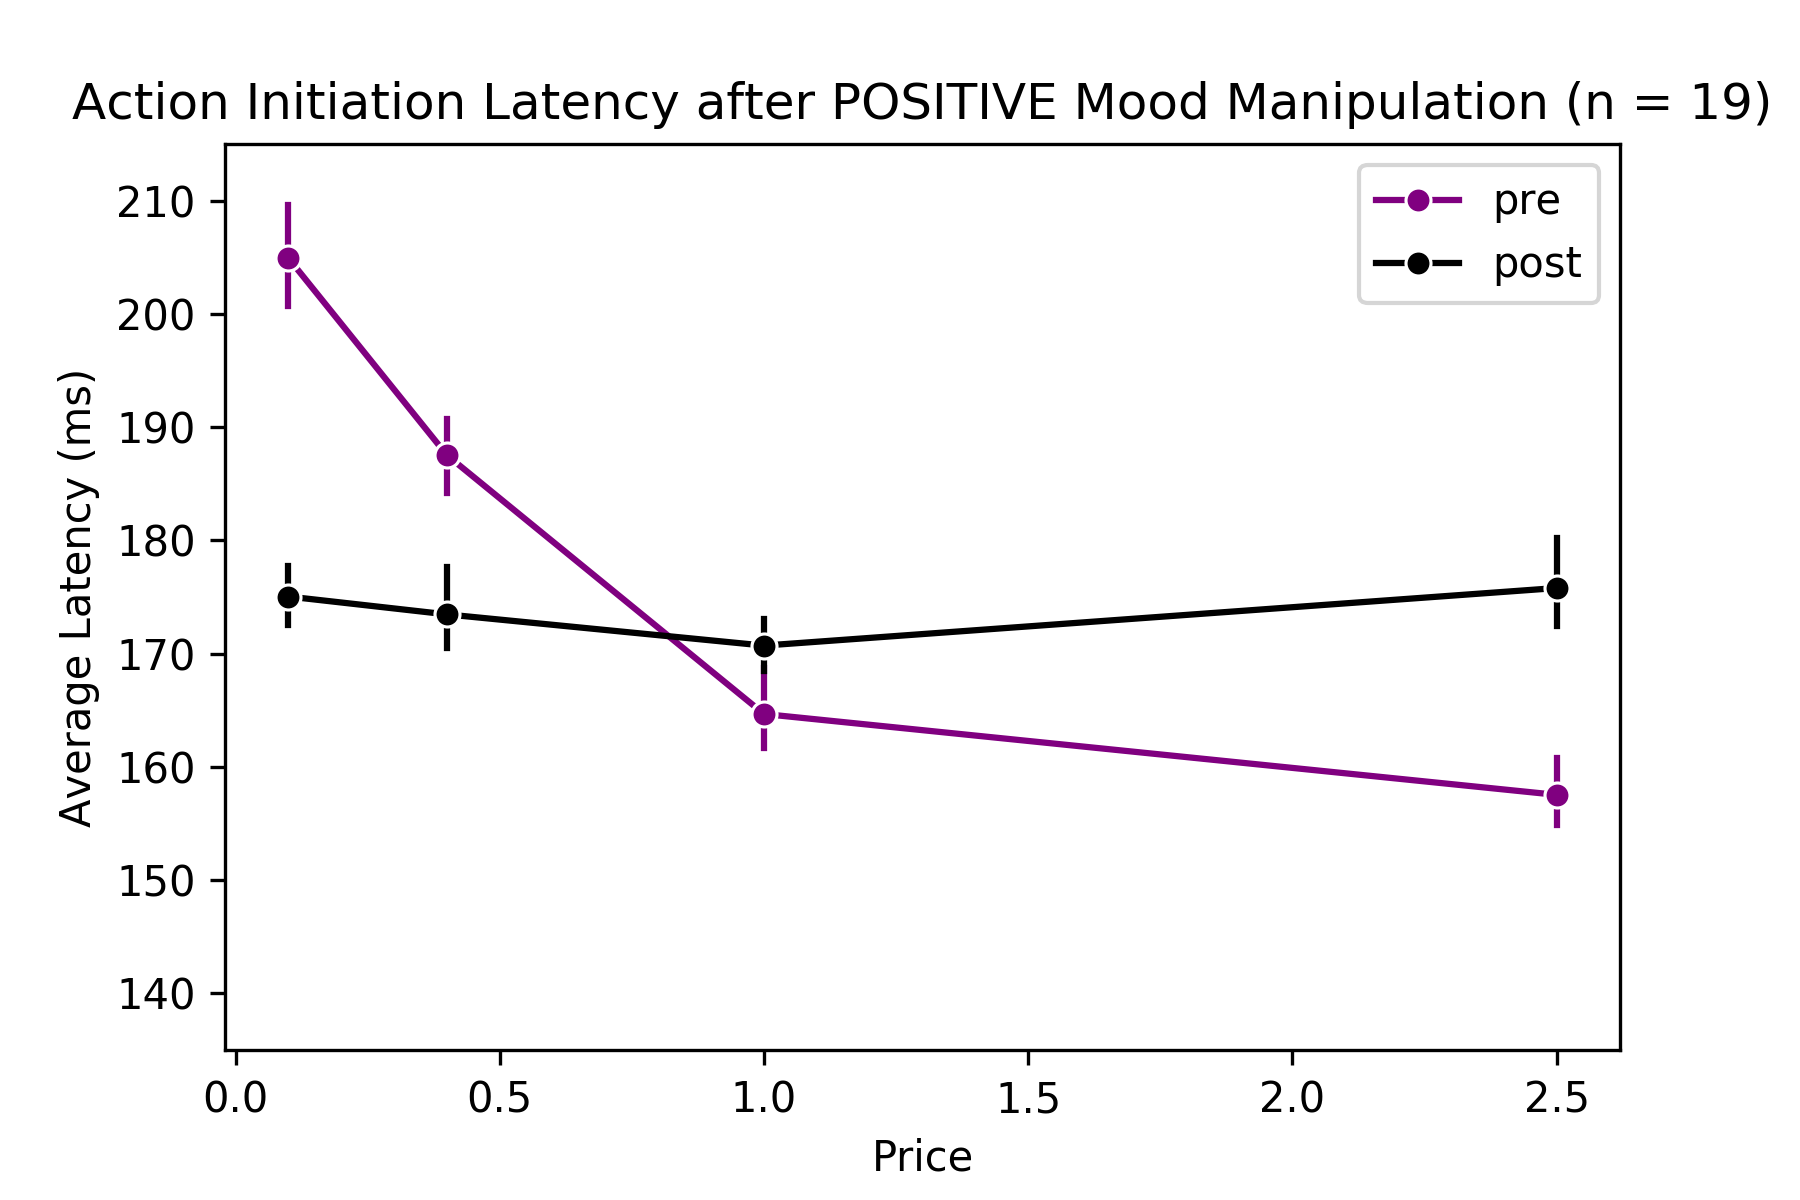 Action Initiation Latency after POSITIVE Mood Manipulation (n = 19)
pre
post
Average Latency (ms)
210
200
190
180
170
160
150
140
0.0 0.5 1.0 1.5 2.0 2.5
Price